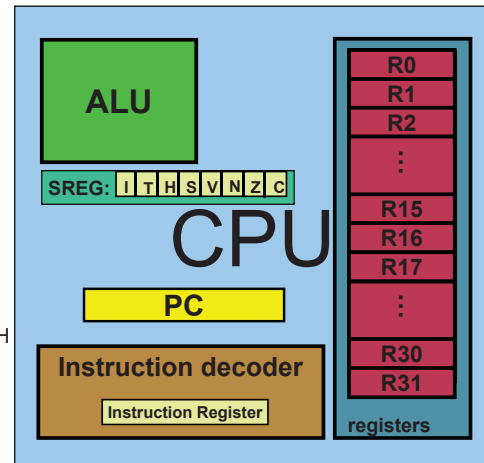 ALU
SREG: I T H S V N Z C
CPU
PC
H
Instruction decoder
Instruction Register
R0
R1
R2
⋮
R15
R16
R17
⋮
R30
R31
registers